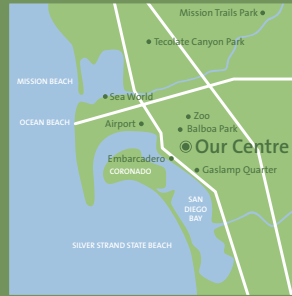 Mission Trails Park
Tecolate Canyon Park
MISSION BEACH
Sea World
Zoo
OCEAN BEACH
Airport
Balboa Park
Our Centre
Embarcadero
CORONADO
Gaslamp Quarter
SAN
DIEGO
BAY
SILVER STRAND STATE BEACH